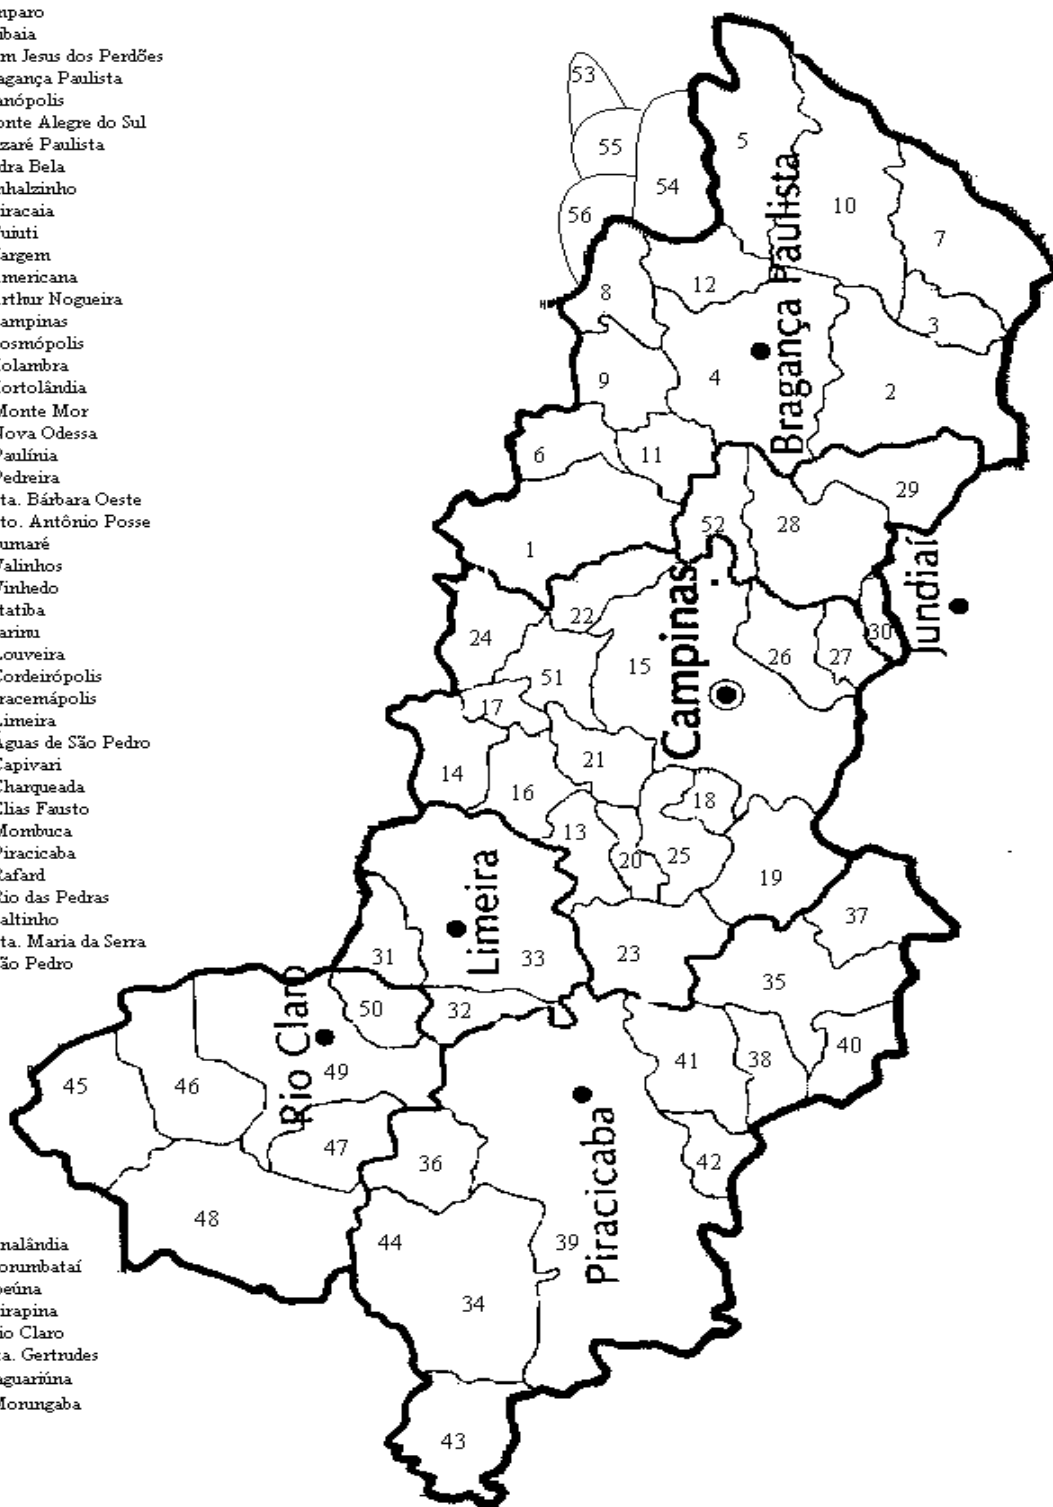 mparo
ibaia
m Jesus dos Perdões
agança Paulista
anópolis
onte Alegre do Sul
zaré Paulista
dra Bela
nhalzinho
iracaia
uiuti
argem
mericana
rthur Nogueira
ampinas
osmópolis
olambra
ortolândia
Monte Mor
Nova Odessa
Paulínia
Pedreira
ta. Bárbara Oeste
to. Antônio Posse
umaré
Valinhos
Vinhedo
tatiba
arinu
Louveira
Cordeirópolis
racemápolis
Limeira
Águas de São Pedro
Capivari
Charqueada
Elias Fausto
Mombuca
Piracicaba
Rafard
Rio das Pedras
altinho
ta. Maria da Serra
São Pedro
nalândia
orumbataí
peúna
irapina
io Claro
ta. Gertrudes
aguariúna
Morungaba
53
5
55
54
10
56
7
12
8
3
Bragança Paulista
9
4
2
6
11
29
52
28
1
22
Jundiaí
24
30
15
26
27
51
17
Campinas
21
14
16
18
13
20
25
19
37
Limeira
31
33
23
35
50
32
Rio Claro
40
41
38
45
46
49
47
36
42
Piracicaba
48
44
39
34
43